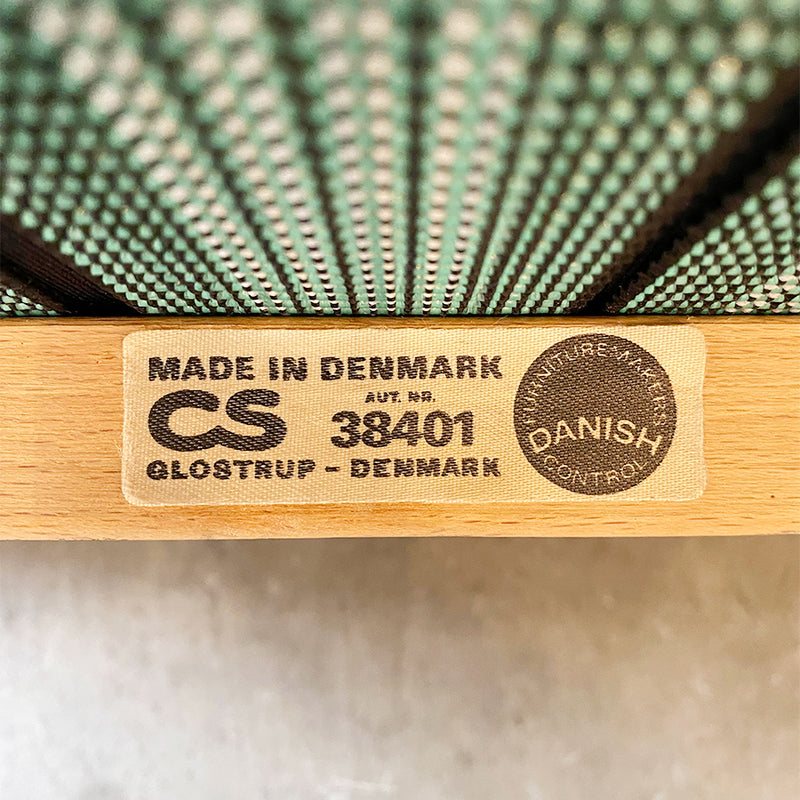 MADE IN DENMARK
CS
AUT. NR.
38401
GLOSTRUP - DENMARK
FURNITURE-MAKERS
DANISH
CONTROL